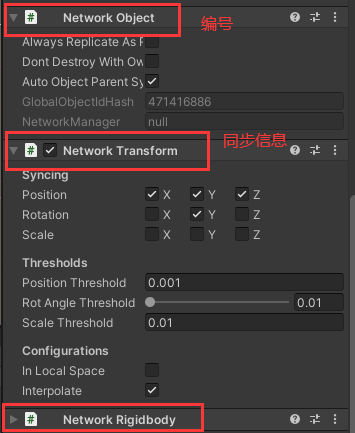 Network Object
编号
Always Replicate As R
Dont Destroy With Ow
Auto Object Parent Sy
GlobalObjectIdHash 471416886
NetworkManager null
Network Transform
同步信息
Syncing
Position X Y Z
Rotation X Y Z
Scale X Y Z
Thresholds
Position Threshold 0.001
Rot Angle Threshold 0.01
Scale Threshold 0.01
Configurations
In Local Space
Interpolate
Network Rigidbody